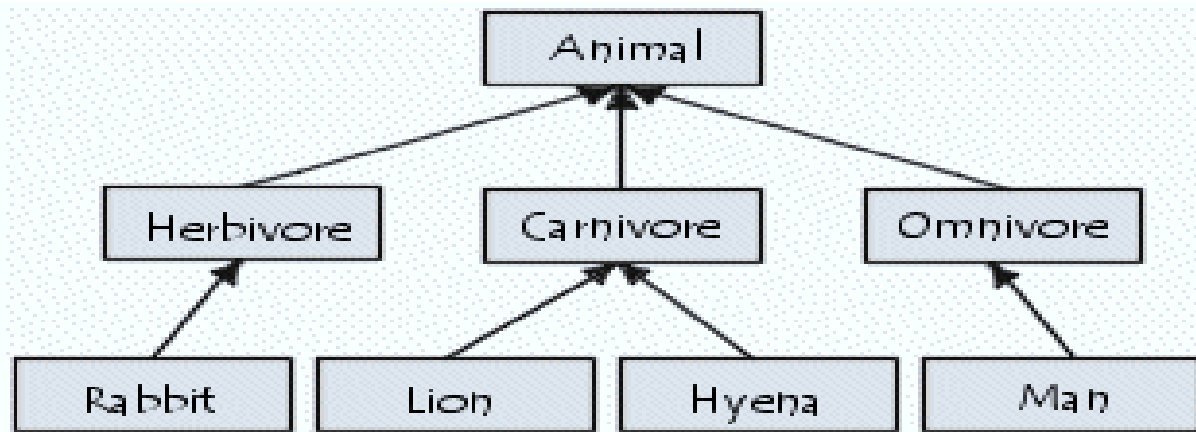 Animal
Herbivore
Carnivore
Omnivore
Rabbit
Lion
Hyena
Man